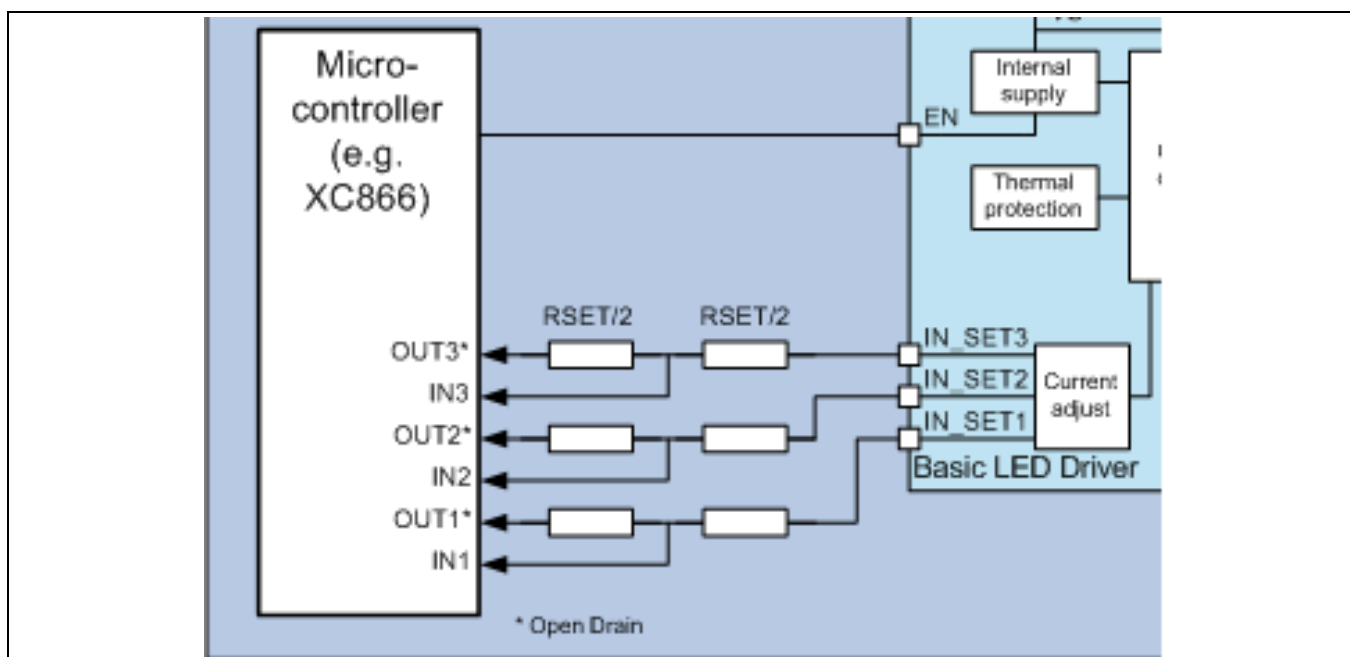 Micro-
controller
(e.g.
XC866)
Internal
supply
EN
Thermal
protection
RSET/2 RSET/2
OUT3*
IN3
OUT2*
IN2
OUT1*
IN1
IN_SET3
IN_SET2
IN_SET1
Current
adjust
Basic LED Driver
* Open Drain